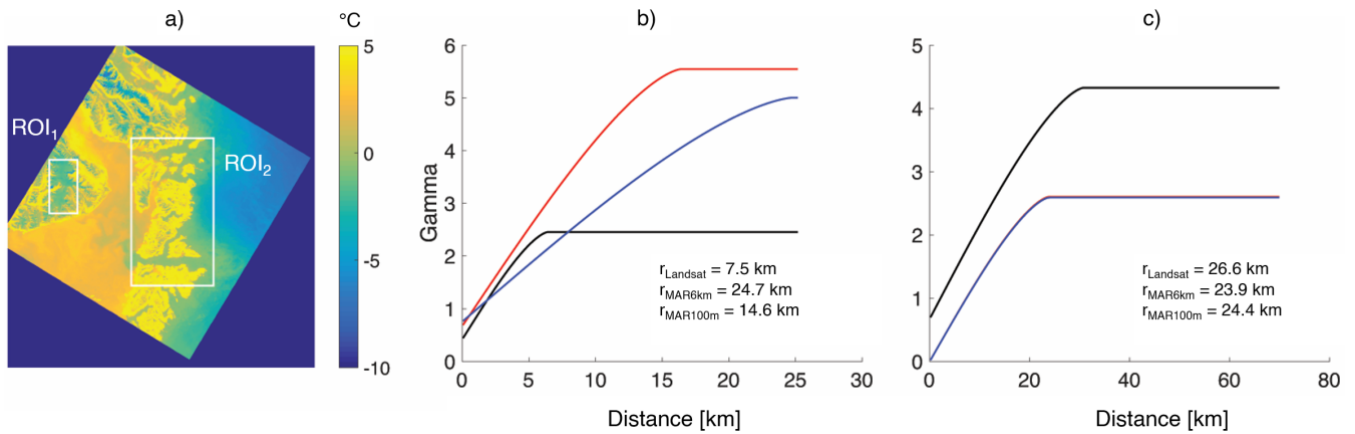 a)
°C
5
0
-5
-10
ROI1
ROI2
b)
Gamma
6
5
4
3
2
1
0
0 5 10 15 20 25 30
Distance [km]
rLandsat = 7.5 km
rMAR6km = 24.7 km
rMAR100m = 14.6 km
c)
5
4
3
2
1
0
0 20 40 60 80
Distance [km]
rLandsat = 26.6 km
rMAR6km = 23.9 km
rMAR100m = 24.4 km